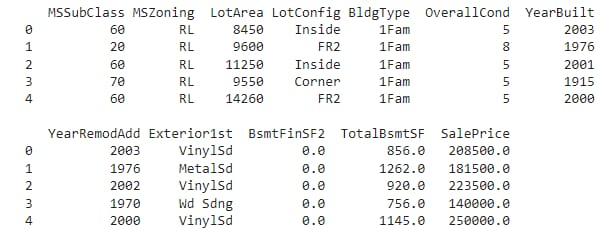 MSSubClass MSZoning LotArea LotConfig BldgType OverallCond YearBuilt
0 60 RL 8450 Inside 1Fam 5 2003
1 20 RL 9600 FR2 1Fam 8 1976
2 60 RL 11250 Inside 1Fam 5 2001
3 70 RL 9550 Corner 1Fam 5 1915
4 60 RL 14260 FR2 1Fam 5 2000
YearRemodAdd Exterior1st BsmtFinSF2 TotalBsmtSF SalePrice
0 2003 VinylSd 0.0 856.0 208500.0
1 1976 MetalSd 0.0 1262.0 181500.0
2 2002 VinylSd 0.0 920.0 223500.0
3 1970 Wd Sdng 0.0 756.0 140000.0
4 2000 VinylSd 0.0 1145.0 250000.0